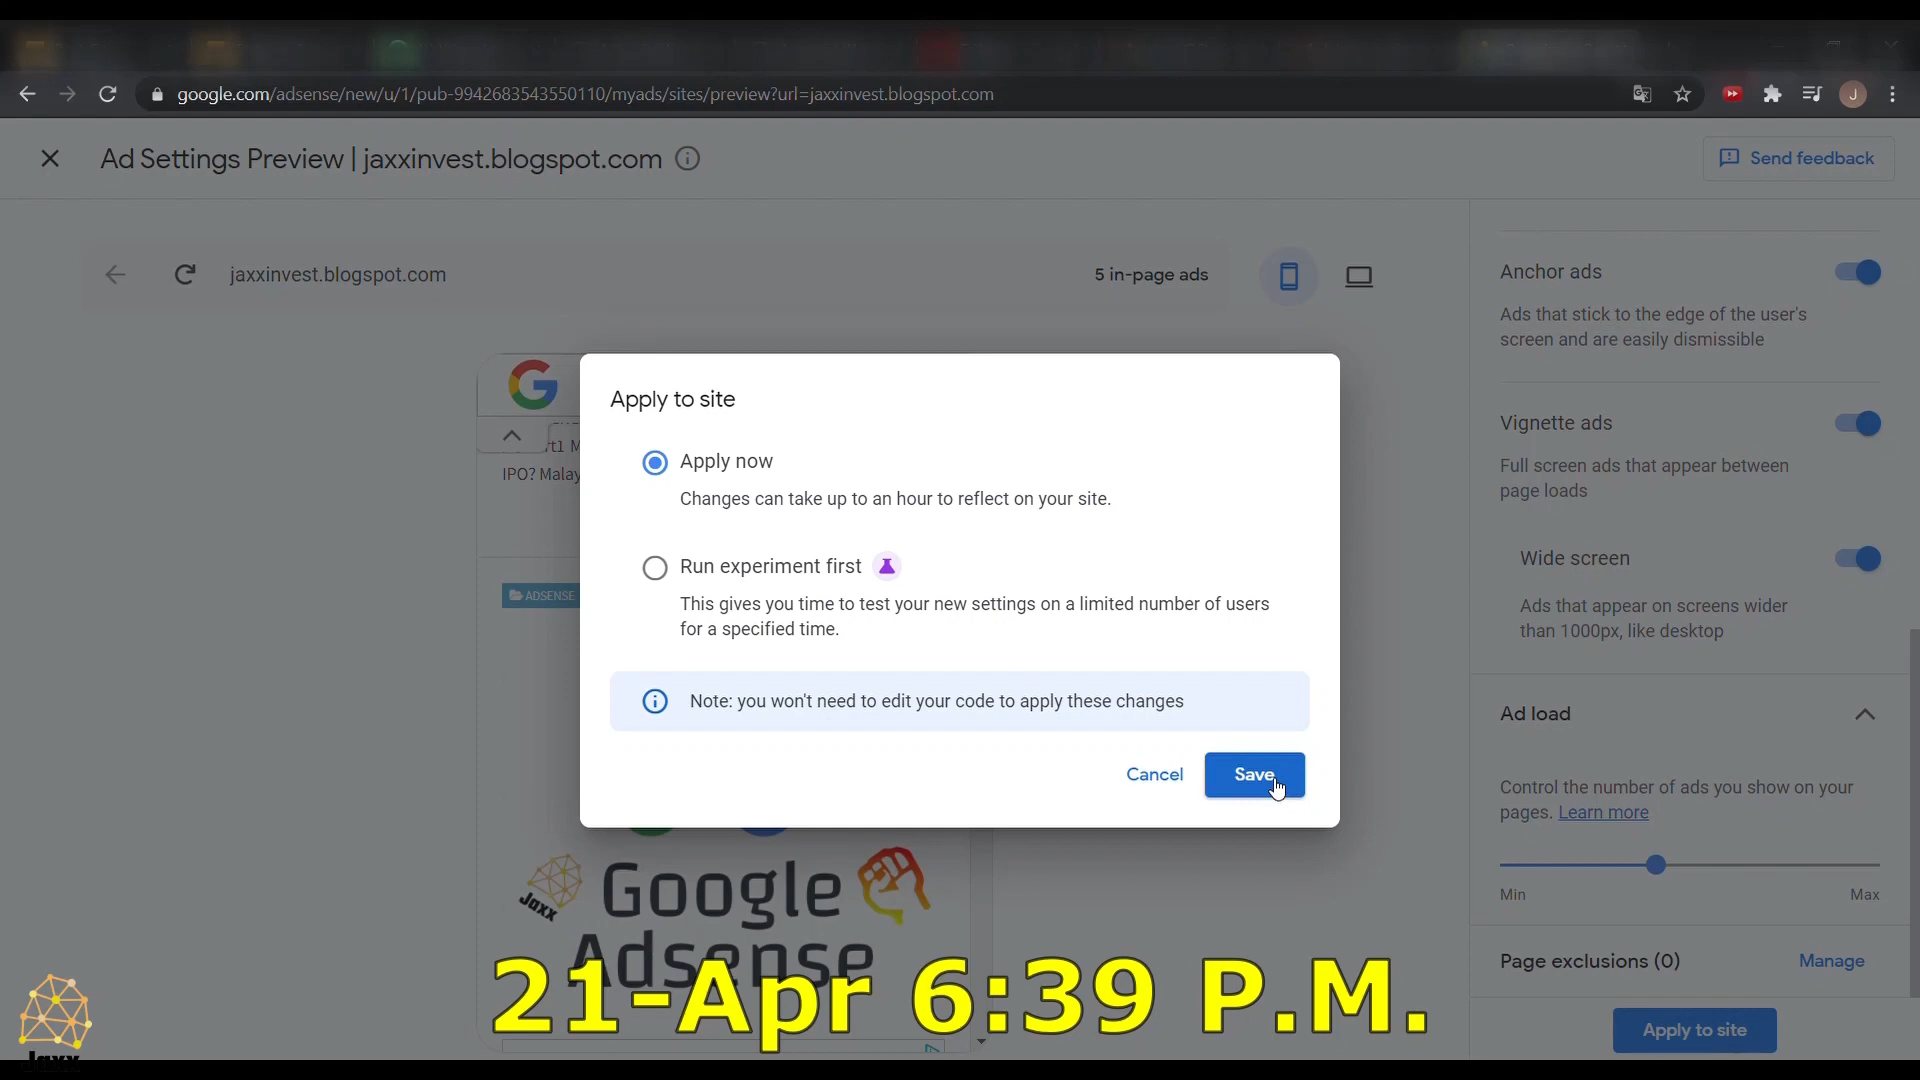 google.com/adsense/new/u/1/pub-9942683543550110/myads/sites/preview?url=jaxxinvest.blogspot.com
J
Ad Settings Preview | jaxxinvest.blogspot.com
Send feedback
jaxxinvest.blogspot.com
5 in-page ads
Anchor ads
Ads that stick to the edge of the user's
screen and are easily dismissible
Vignette ads
Full screen ads that appear between
page loads
Wide screen
Ads that appear on screens wider
than 1000px, like desktop
Ad load
Control the number of ads you show on your
pages. Learn more
Min
Max
Page exclusions (0)
Manage
Apply to site
IPO? Malay
ADSENSE
Apply to site
Apply now
Changes can take up to an hour to reflect on your site.
Run experiment first
This gives you time to test your new settings on a limited number of users
for a specified time.
Note: you won't need to edit your code to apply these changes
Cancel
Save
Jaxx
Google
Adsense
21-Apr 6:39 P.M.
Jaxx